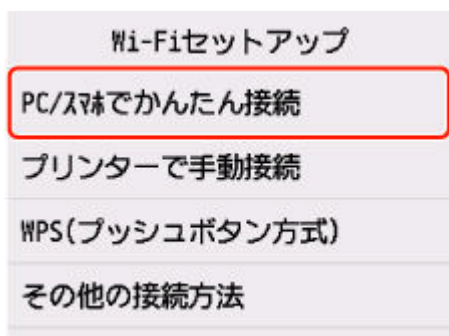 Wi-Fiセットアップ
PC/ｽﾏﾎでかんたん接続
プリンターで手動接続
WPS(プッシュボタン方式)
その他の接続方法